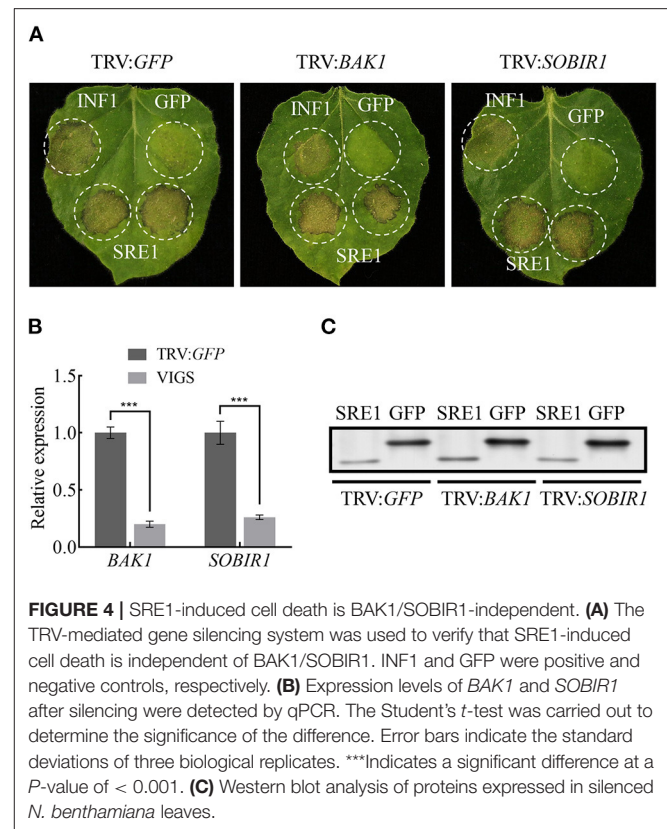 A
TRV:GFP TRV:BAK1 TRV:SOBIR1
INF1 GFP INF1 GFP INF1 GFP
SRE1 SRE1 SRE1
B
TRV:GFP
VIGS
Relative expression
1.5
1.0
0.5
0.0
*** ***
BAK1 SOBIR1
C
SRE1 GFP SRE1 GFP SRE1 GFP
TRV:GFP TRV:BAK1 TRV:SOBIR1
FIGURE 4 | SRE1-induced cell death is BAK1/SOBIR1-independent. (A) The
TRV-mediated gene silencing system was used to verify that SRE1-induced
cell death is independent of BAK1/SOBIR1. INF1 and GFP were positive and
negative controls, respectively. (B) Expression levels of BAK1 and SOBIR1
after silencing were detected by qPCR. The Student's t-test was carried out to
determine the significance of the difference. Error bars indicate the standard
deviations of three biological replicates. ***Indicates a significant difference at a
P-value of < 0.001. (C) Western blot analysis of proteins expressed in silenced
N. benthamiana leaves.